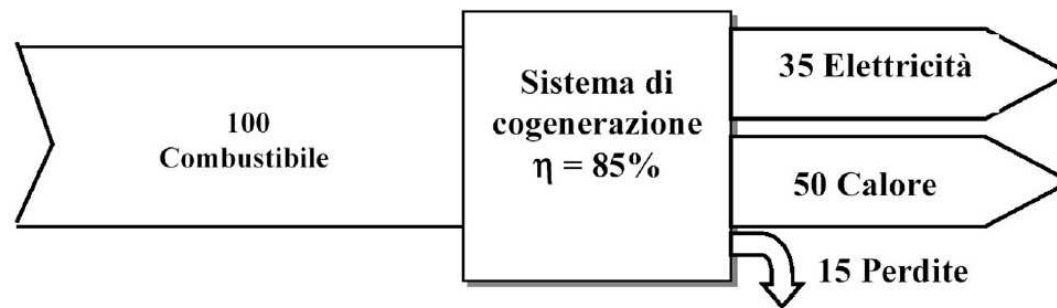 100
Combustibile
Sistema di
cogenerazione
η = 85%
35 Elettricità
50 Calore
15 Perdite